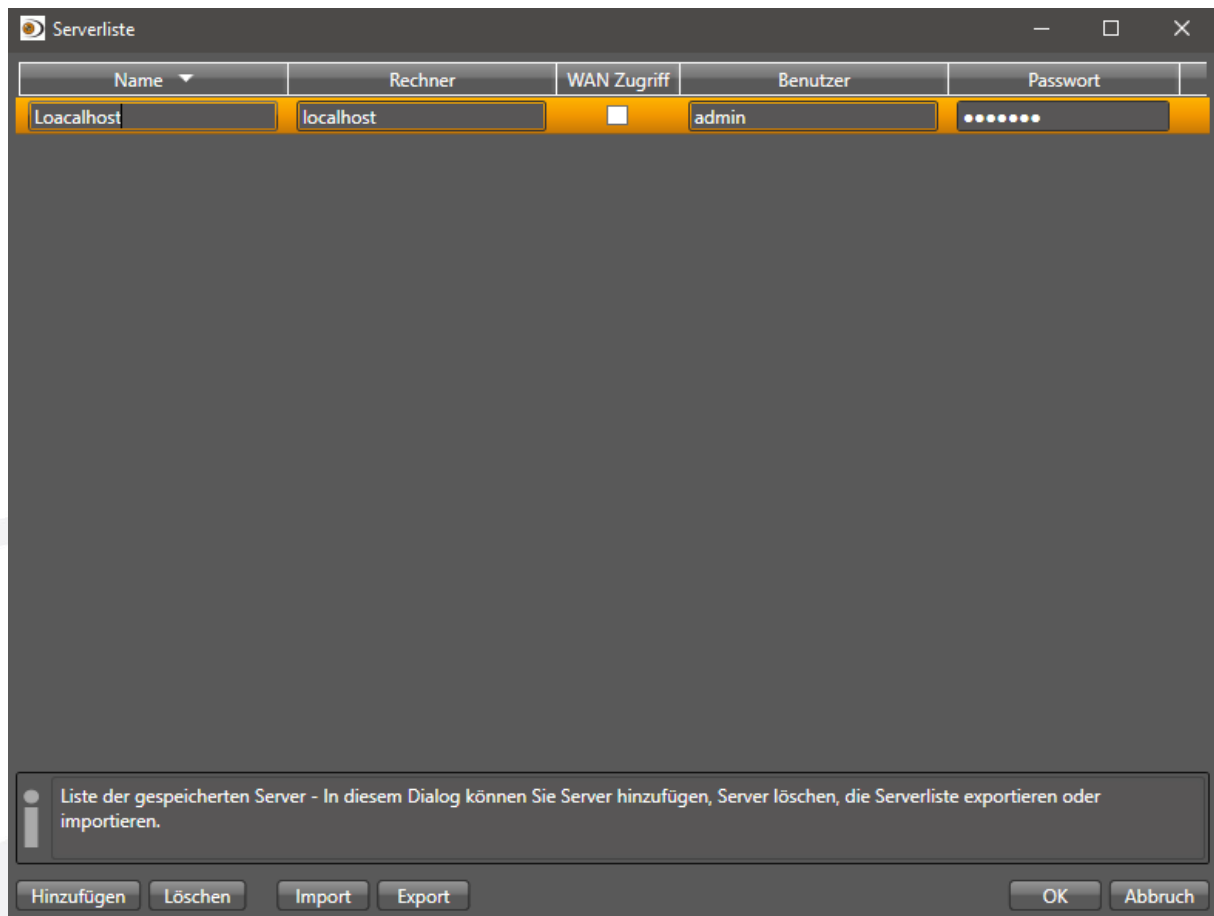 Serverliste
Name Rechner WAN Zugriff Benutzer Passwort
Loacalhost localhost admin •••••••
Liste der gespeicherten Server - In diesem Dialog können Sie Server hinzufügen, Server löschen, die Serverliste exportieren oder
importieren.
Hinzufügen Löschen Import Export OK Abbruch